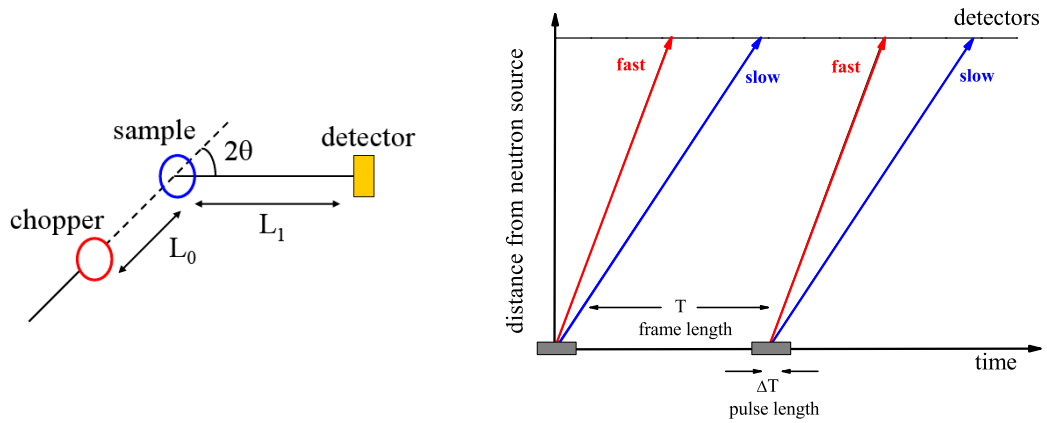 sample
2θ
detector
chopper
L₀
L₁
detectors
distance from neutron source
fast
slow
fast
slow
T
frame length
time
ΔT
pulse length